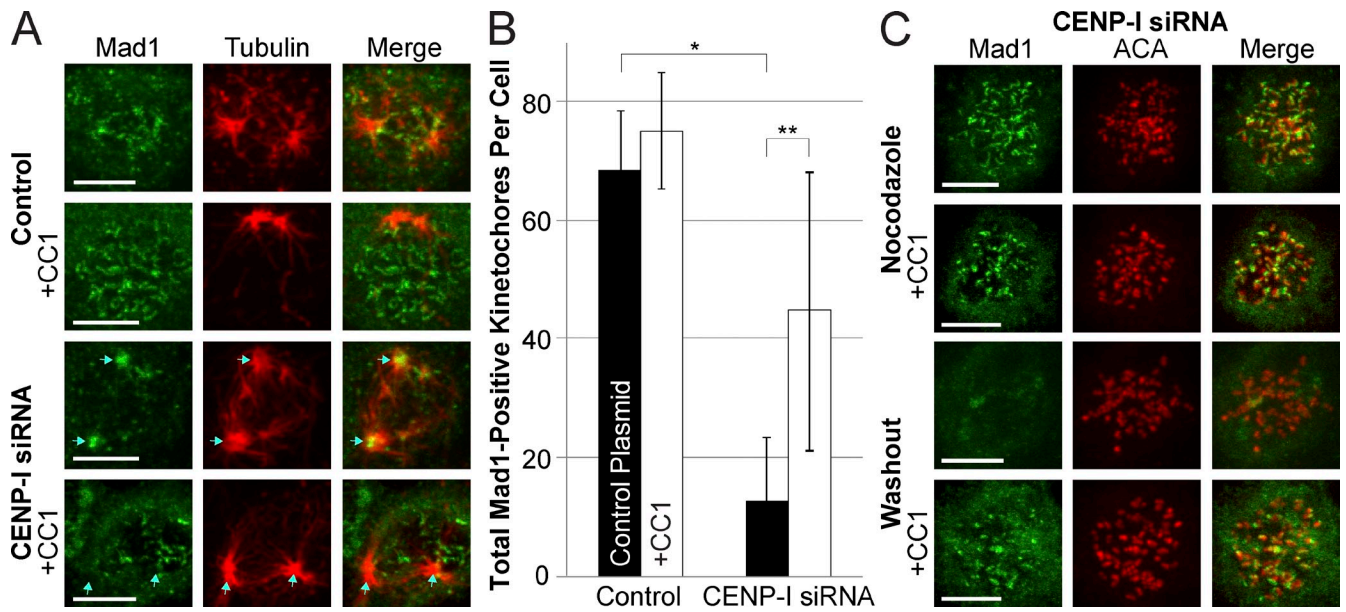 A
Mad1 Tubulin Merge
Control
+CC1
CENP-I siRNA
+CC1
B
Total Mad1-Positive Kinetochores Per Cell
80
60
40
20
0
*
**
Control Plasmid
+CC1
Control CENP-I siRNA
C
CENP-I siRNA
Mad1 ACA Merge
Nocodazole
+CC1
Washout
+CC1